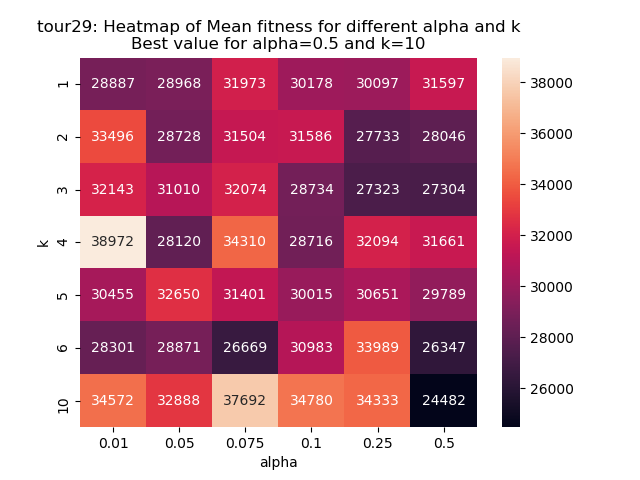 tour29: Heatmap of Mean fitness for different alpha and k
Best value for alpha=0.5 and k=10
1 28887 28968 31973 30178 30097 31597
2 33496 28728 31504 31586 27733 28046
3 32143 31010 32074 28734 27323 27304
4 38972 28120 34310 28716 32094 31661
5 30455 32650 31401 30015 30651 29789
6 28301 28871 26669 30983 33989 26347
10 34572 32888 37692 34780 34333 24482
k
0.01 0.05 0.075 0.1 0.25 0.5
alpha
38000
36000
34000
32000
30000
28000
26000